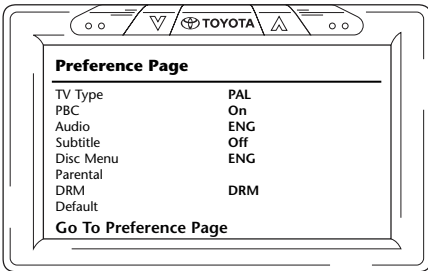 TOYOTA
Preference Page
TV Type PAL
PBC On
Audio ENG
Subtitle Off
Disc Menu ENG
Parental
DRM DRM
Default
Go To Preference Page